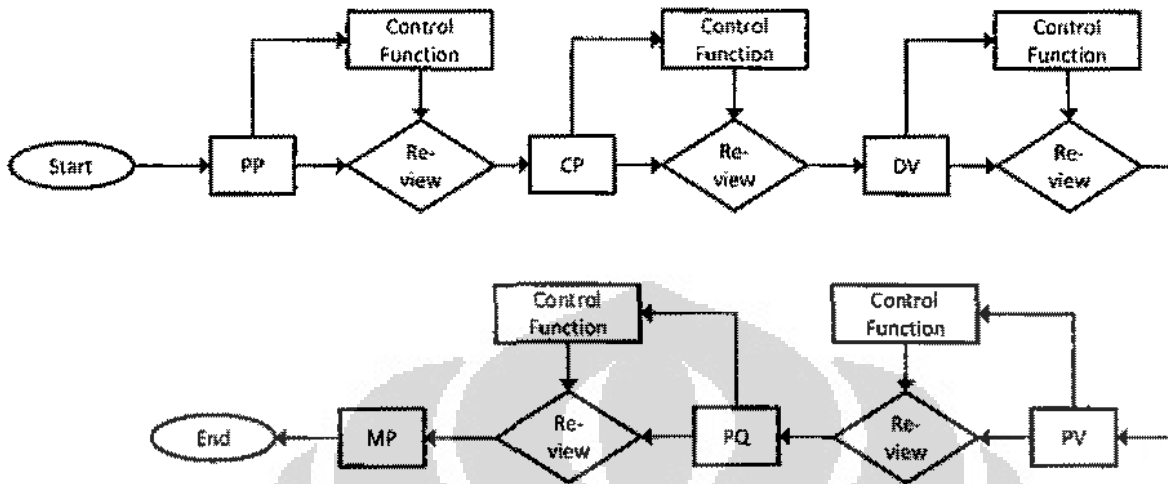 Control
Function
Control
Function
Control
Function
Start
PP
Re-
view
CP
Re-
view
DV
Re-
view
Control
Function
Control
Function
End
MP
Re-
view
PQ
Re-
view
PV